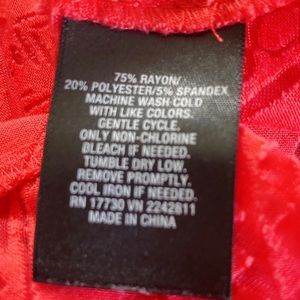 75% RAYON/
20% POLYESTER/5% SPANDEX
MACHINE WASH COLD
WITH LIKE COLORS.
GENTLE CYCLE.
ONLY NON-CHLORINE
BLEACH IF NEEDED.
TUMBLE DRY LOW.
REMOVE PROMPTLY.
COOL IRON IF NEEDED.
RN 17730 VN 2242811
MADE IN CHINA